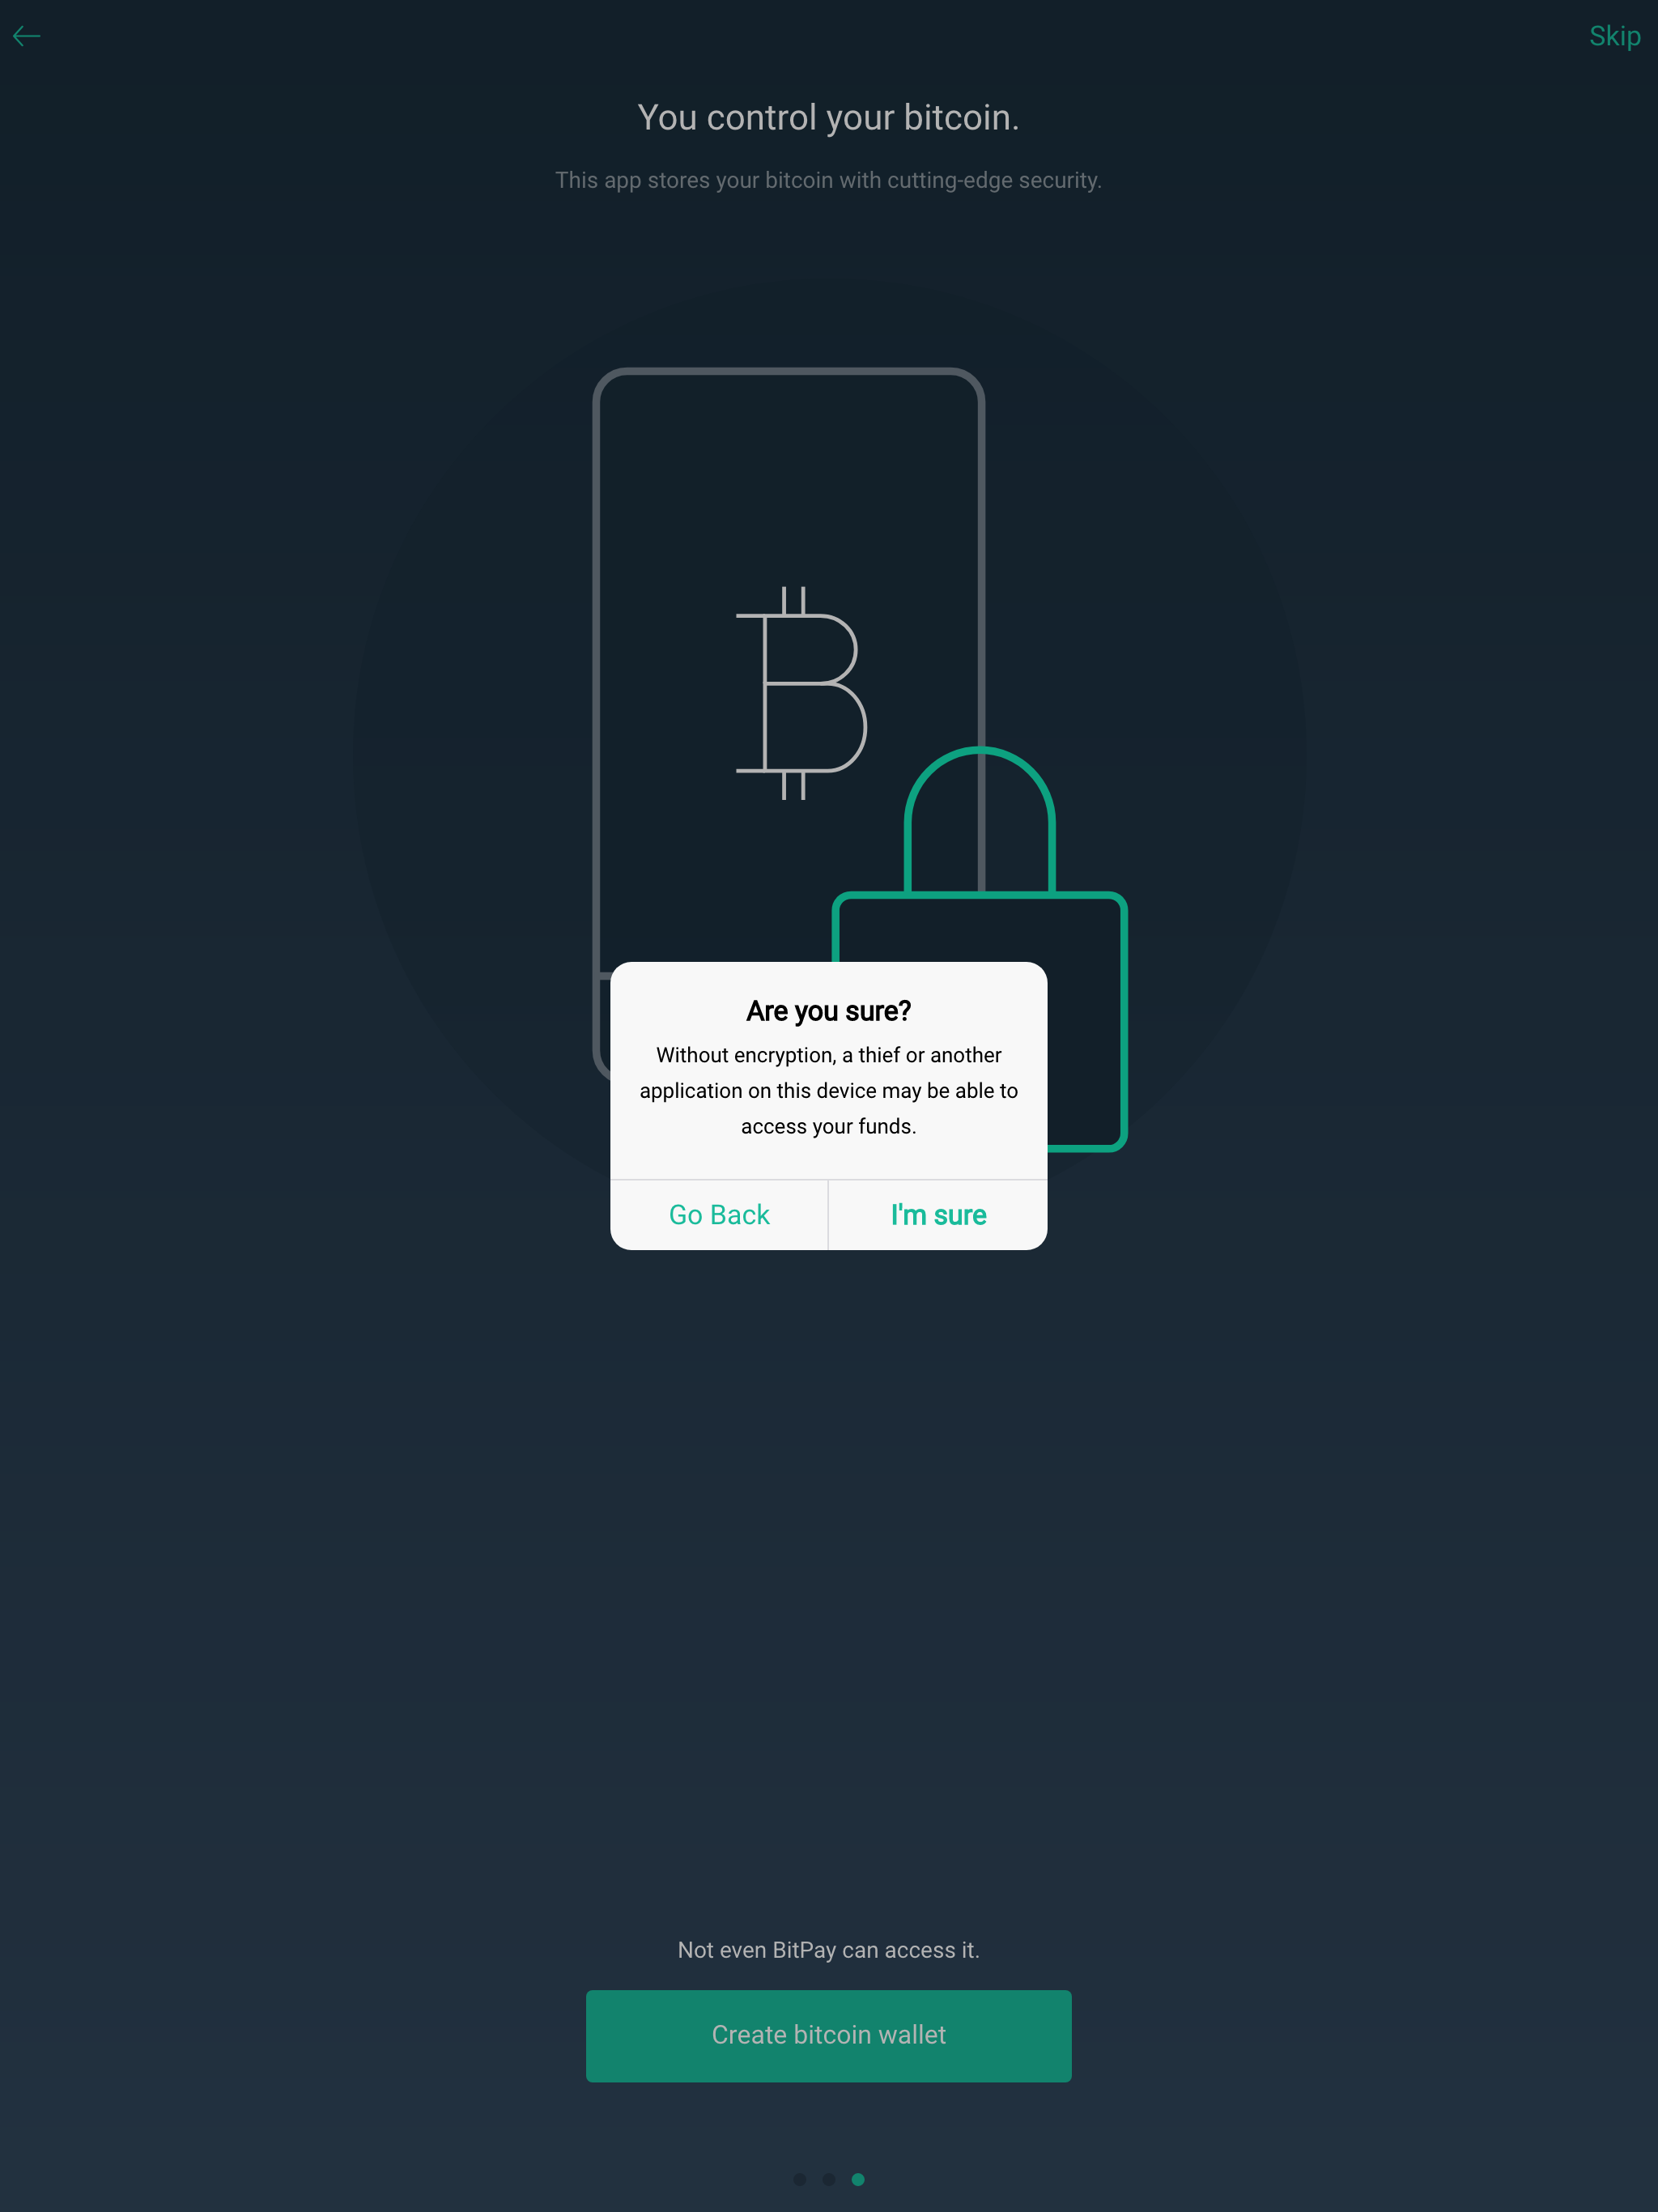 Skip
You control your bitcoin.
This app stores your bitcoin with cutting-edge security.
Are you sure?
Without encryption, a thief or another
application on this device may be able to
access your funds.
Go Back
I'm sure
Not even BitPay can access it.
Create bitcoin wallet